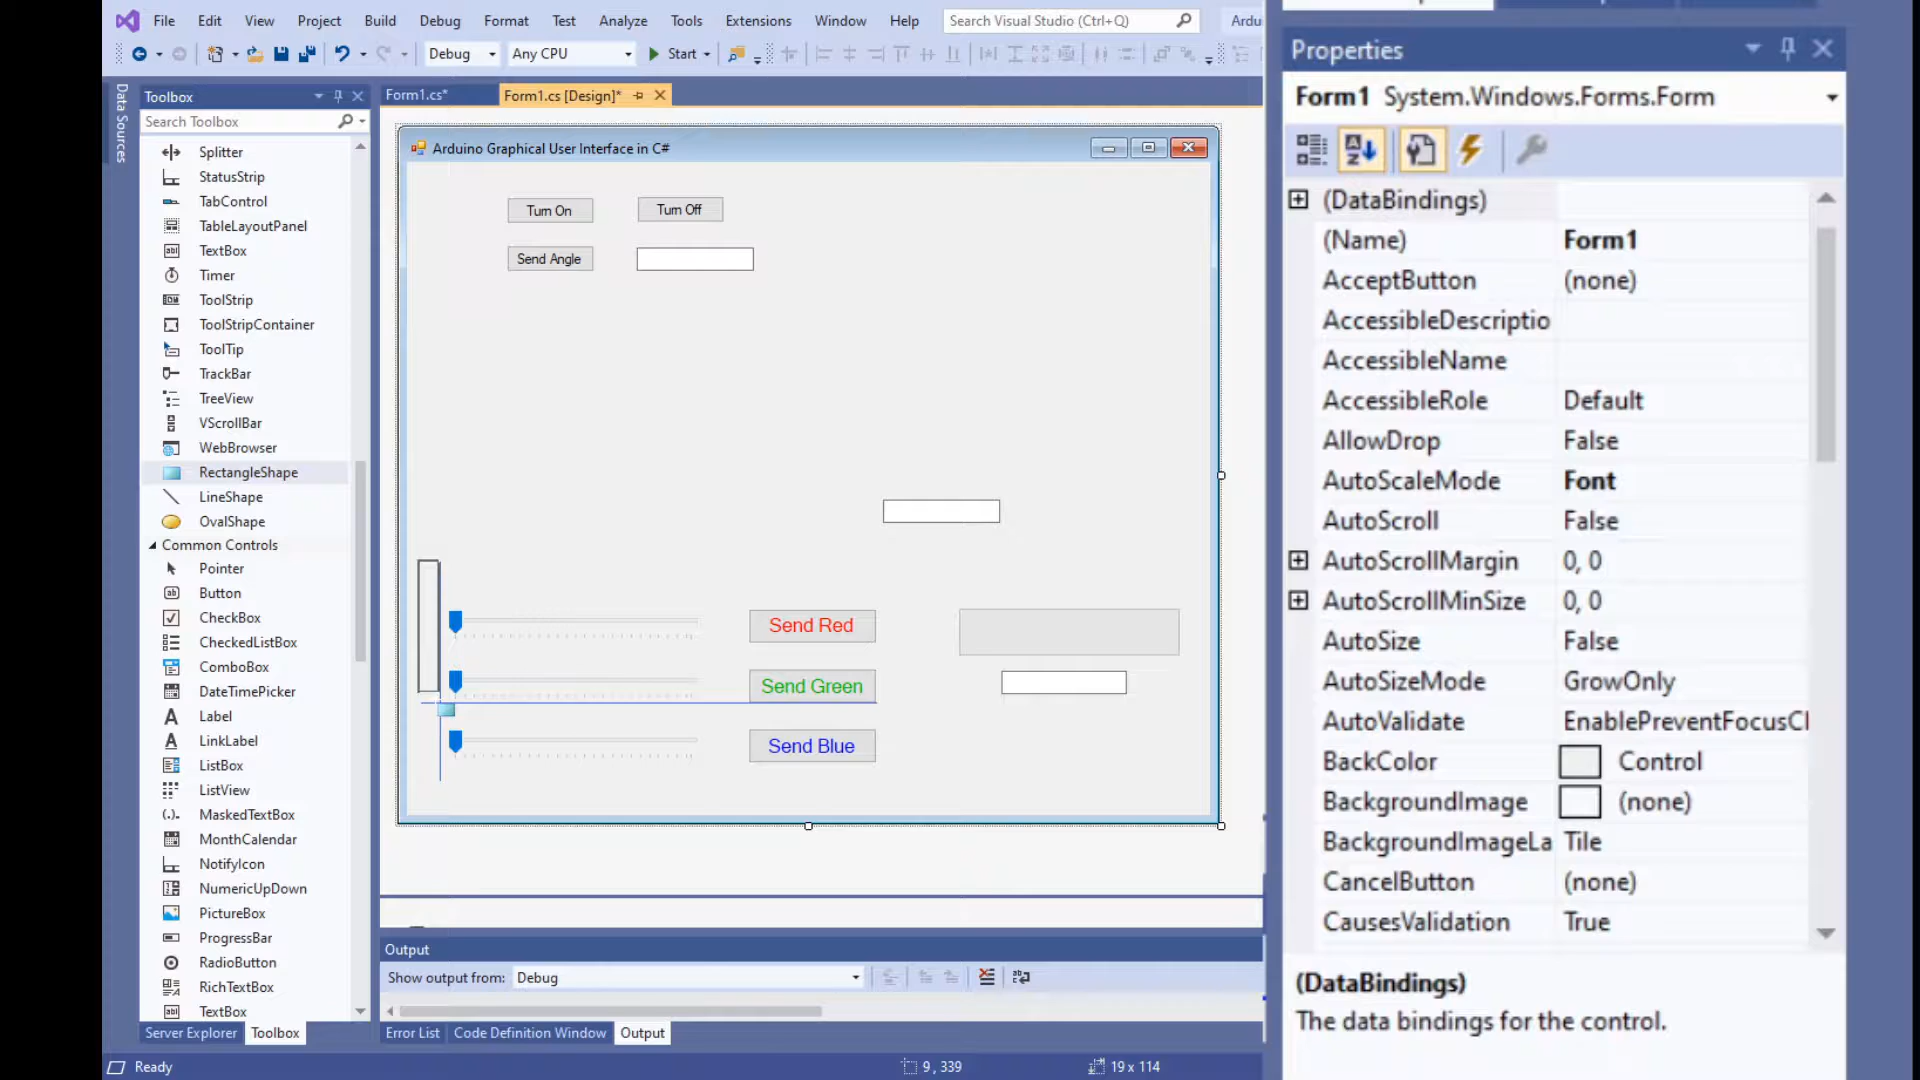 File Edit View Project Build Debug Format Test Analyze Tools Extensions Window Help Search Visual Studio (Ctrl+Q) Ardu
Debug Any CPU Start
Data Sources
Toolbox
Search Toolbox
Splitter
StatusStrip
TabControl
TableLayoutPanel
TextBox
Timer
ToolStrip
ToolStripContainer
ToolTip
TrackBar
TreeView
VScrollBar
WebBrowser
RectangleShape
LineShape
OvalShape
Common Controls
Pointer
Button
CheckBox
CheckedListBox
ComboBox
DateTimePicker
Label
LinkLabel
ListBox
ListView
MaskedTextBox
MonthCalendar
NotifyIcon
NumericUpDown
PictureBox
ProgressBar
RadioButton
RichTextBox
TextBox
Server Explorer Toolbox
Form1.cs* Form1.cs [Design]*
Arduino Graphical User Interface in C#
Turn On Turn Off
Send Angle
Send Red
Send Green
Send Blue
Output
Show output from: Debug
Error List Code Definition Window Output
Ready 9 , 339 19 x 114
Properties
Form1 System.Windows.Forms.Form
(DataBindings)
(Name) Form1
AcceptButton (none)
AccessibleDescriptio
AccessibleName
AccessibleRole Default
AllowDrop False
AutoScaleMode Font
AutoScroll False
AutoScrollMargin 0, 0
AutoScrollMinSize 0, 0
AutoSize False
AutoSizeMode GrowOnly
AutoValidate EnablePreventFocusCl
BackColor Control
BackgroundImage (none)
BackgroundImageLa Tile
CancelButton (none)
CausesValidation True
(DataBindings)
The data bindings for the control.